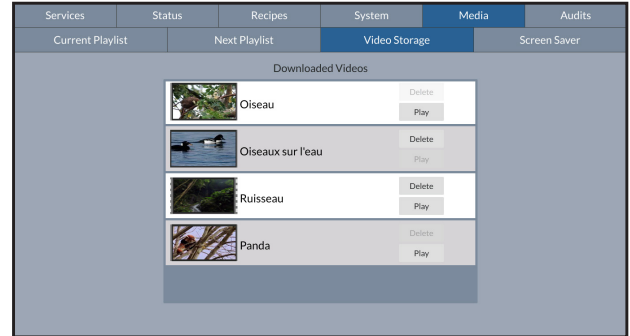 Services Status Recipes System Media Audits
Current Playlist Next Playlist Video Storage Screen Saver
Downloaded Videos
Oiseau
Delete
Play
Oiseaux sur l'eau
Delete
Play
Ruisseau
Delete
Play
Panda
Delete
Play